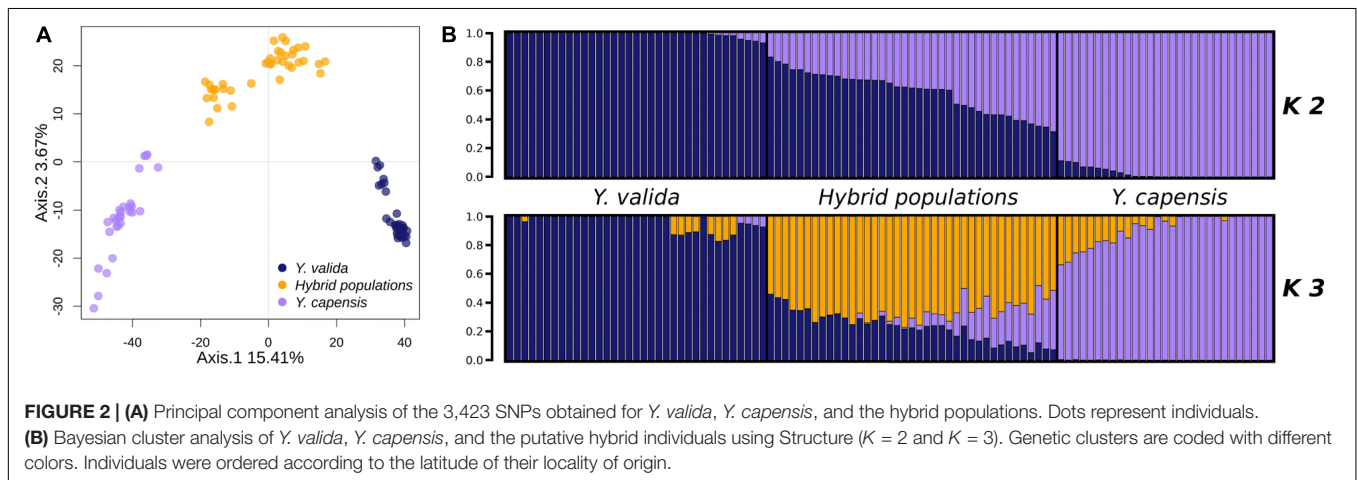 A
Axis.2 3.67%
20
10
0
-10
-20
-30
-40
-20
0
20
40
Axis.1 15.41%
Y. valida
Hybrid populations
Y. capensis
B
1.0
0.8
0.6
0.4
0.2
0.0
K 2
Y. valida
Hybrid populations
Y. capensis
1.0
0.8
0.6
0.4
0.2
0.0
K 3
FIGURE 2 | (A) Principal component analysis of the 3,423 SNPs obtained for Y. valida, Y. capensis, and the hybrid populations. Dots represent individuals.
(B) Bayesian cluster analysis of Y. valida, Y. capensis, and the putative hybrid individuals using Structure (K = 2 and K = 3). Genetic clusters are coded with different
colors. Individuals were ordered according to the latitude of their locality of origin.